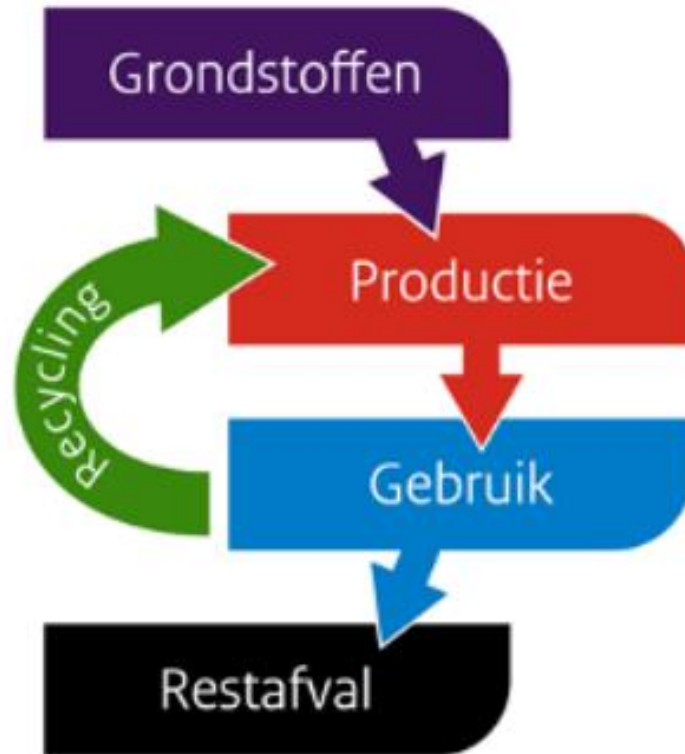 Grondstoffen
Productie
Recycling
Gebruik
Restafval